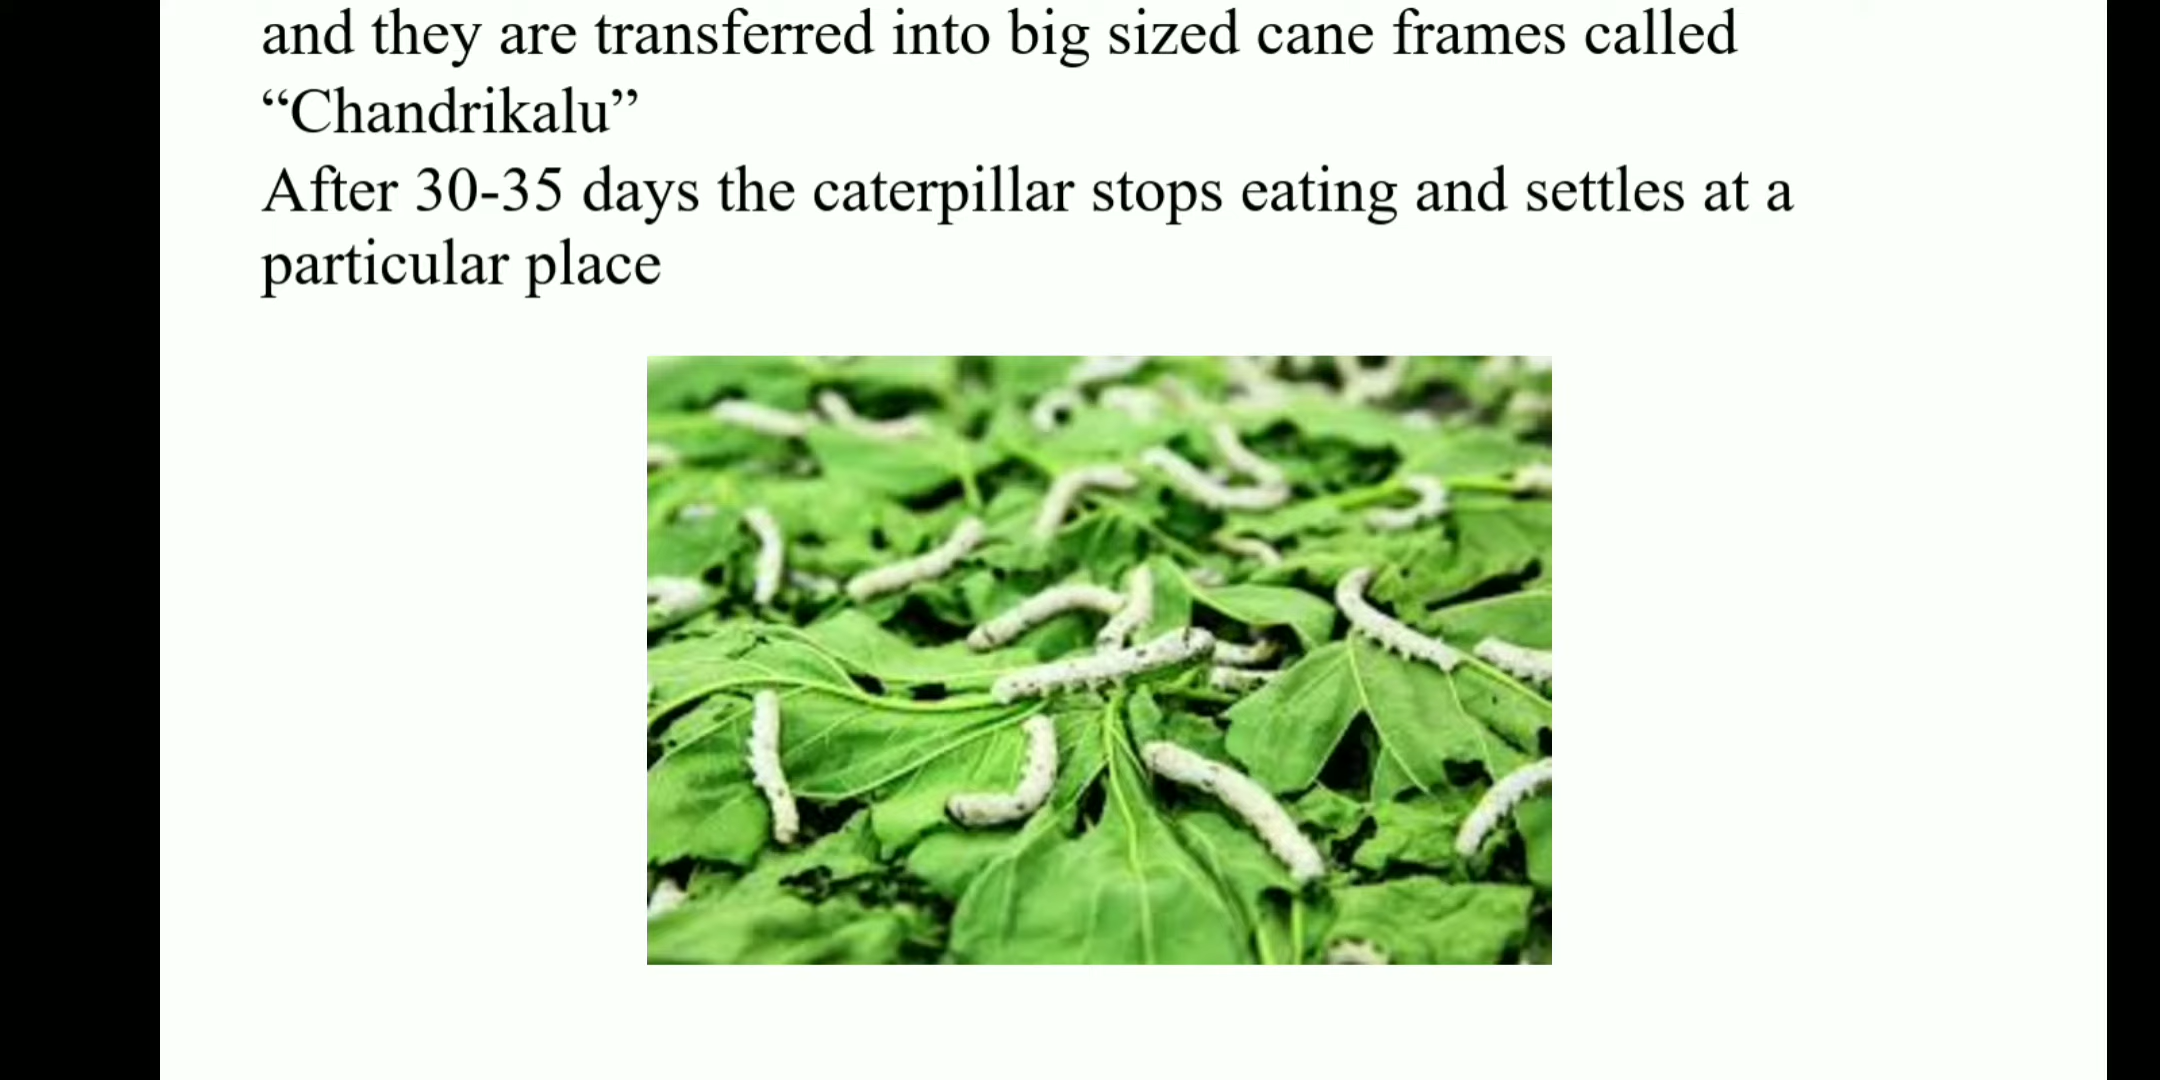 and they are transferred into big sized cane frames called
“Chandrikalu”
After 30-35 days the caterpillar stops eating and settles at a
particular place